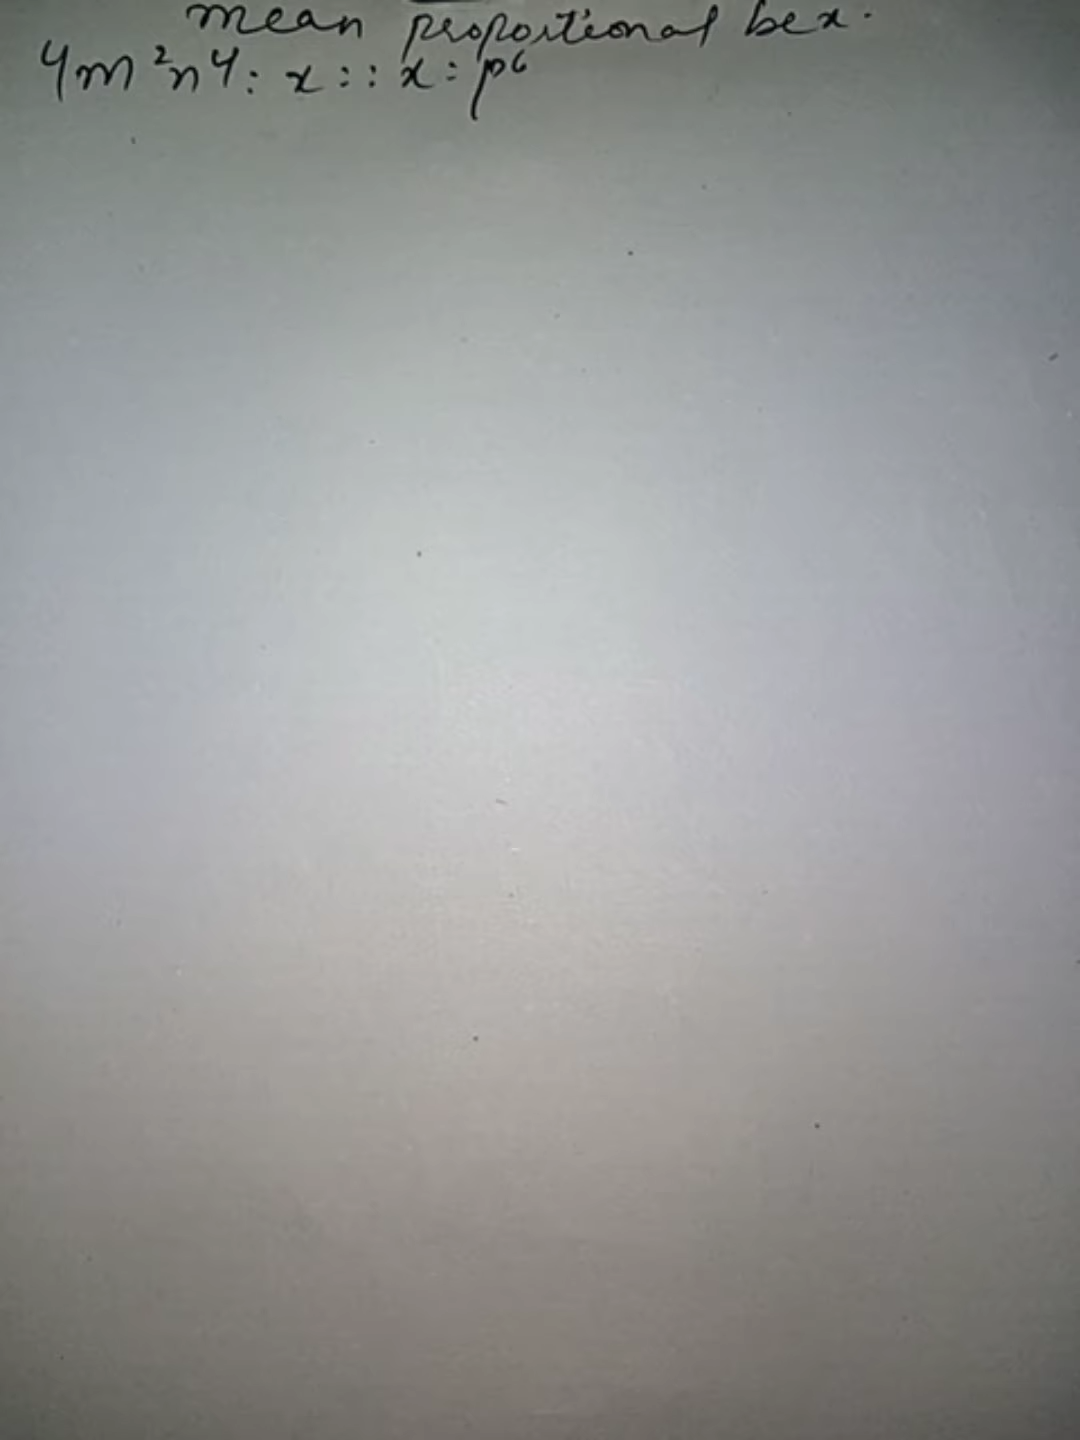 mean proportional be x.
4m²n⁴: x :: x : p⁶